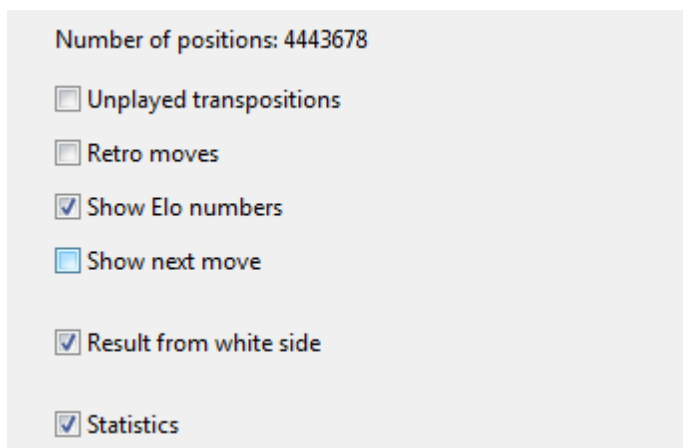 Number of positions: 4443678
Unplayed transpositions
Retro moves
Show Elo numbers
Show next move
Result from white side
Statistics